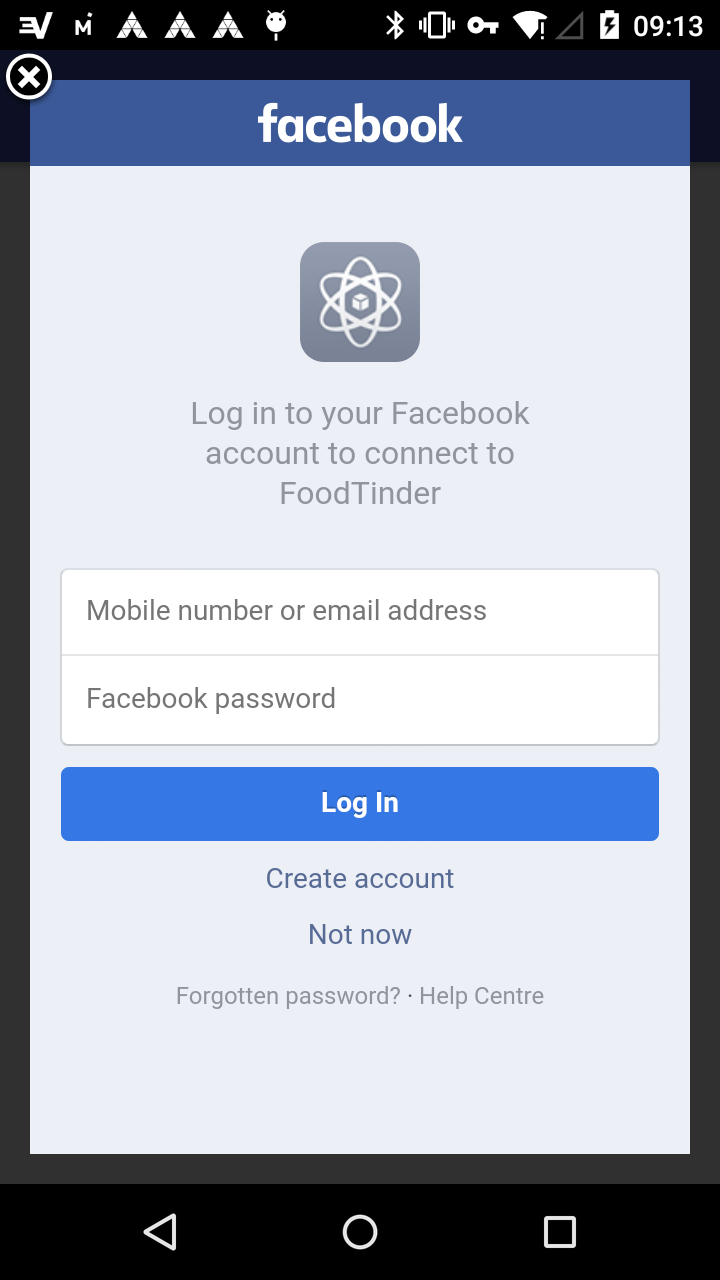 09:13
facebook
Log in to your Facebook
account to connect to
FoodTinder
Mobile number or email address
Facebook password
Log In
Create account
Not now
Forgotten password? · Help Centre